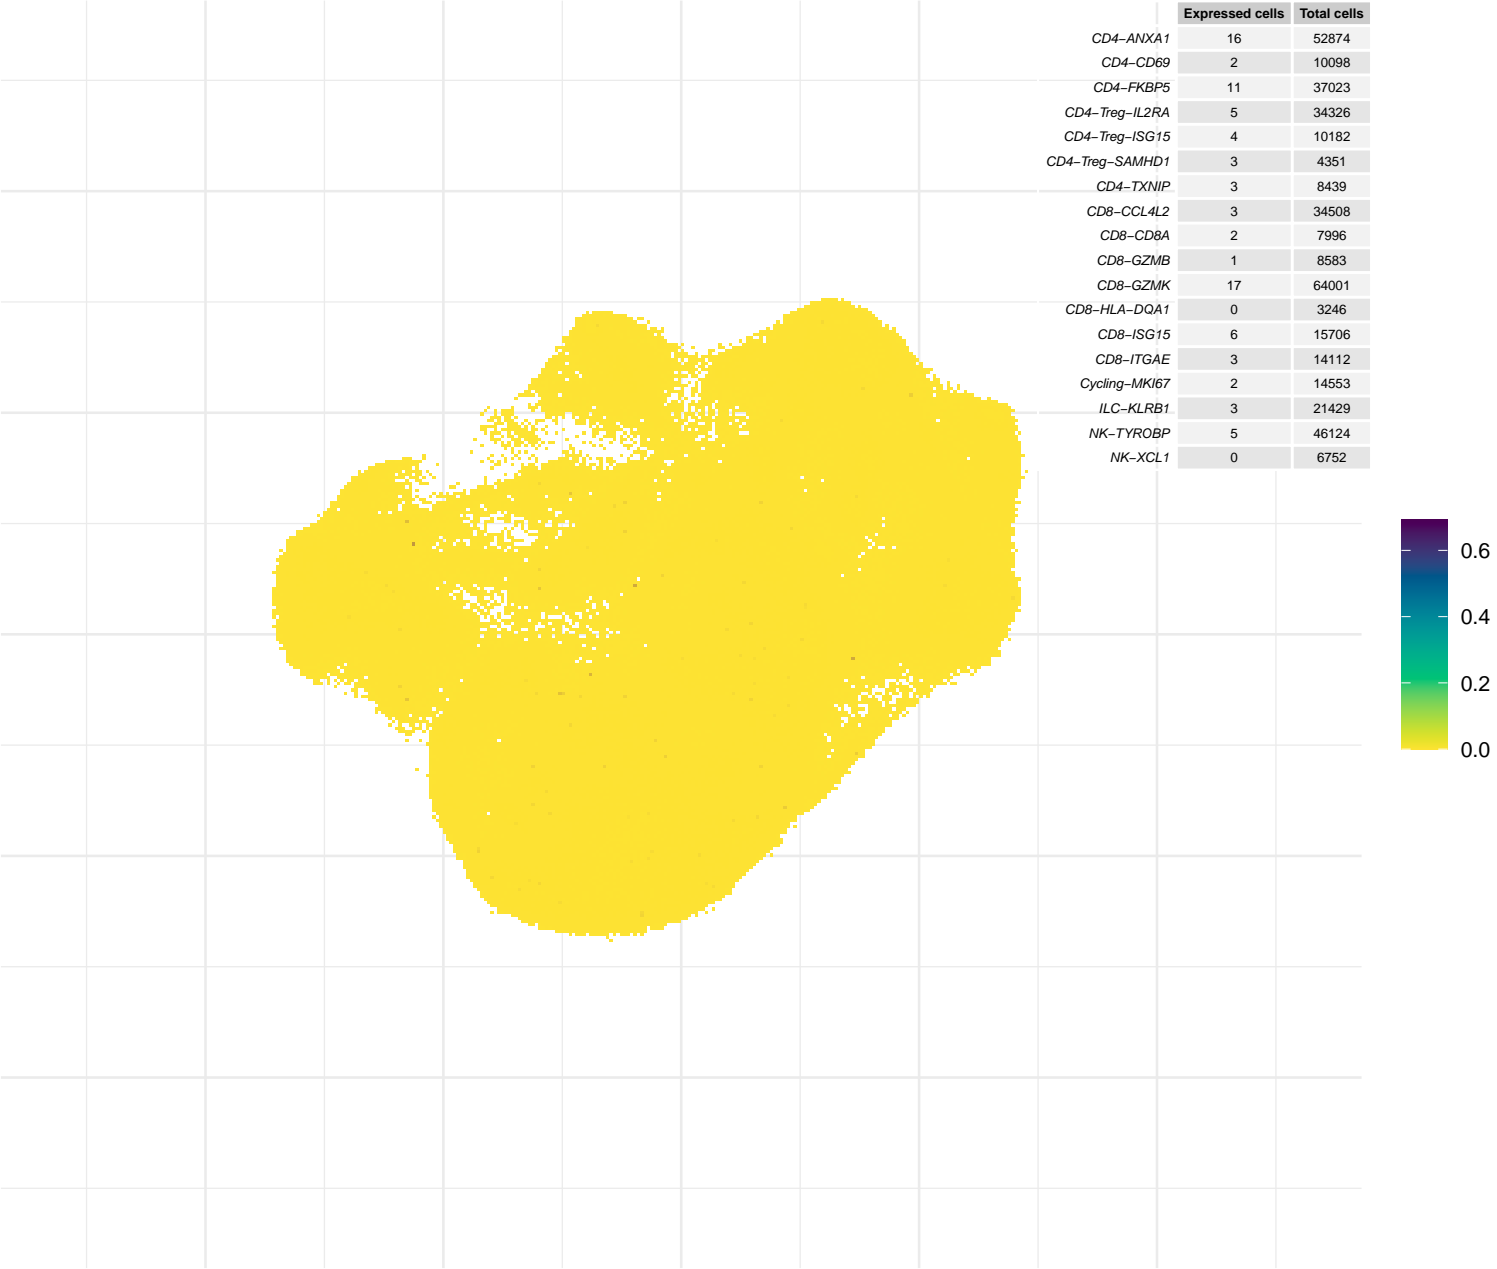 Expressed cells Total cells
CD4−ANXA1 16 52874
CD4−CD69 2 10098
CD4−FKBP5 11 37023
CD4−Treg−IL2RA 5 34326
CD4−Treg−ISG15 4 10182
CD4−Treg−SAMHD1 3 4351
CD4−TXNIP 3 8439
CD8−CCL4L2 3 34508
CD8−CD8A 2 7996
CD8−GZMB 1 8583
CD8−GZMK 17 64001
CD8−HLA−DQA1 0 3246
CD8−ISG15 6 15706
CD8−ITGAE 3 14112
Cycling−MKI67 2 14553
ILC−KLRB1 3 21429
NK−TYROBP 5 46124
NK−XCL1 0 6752
0.6
0.4
0.2
0.0